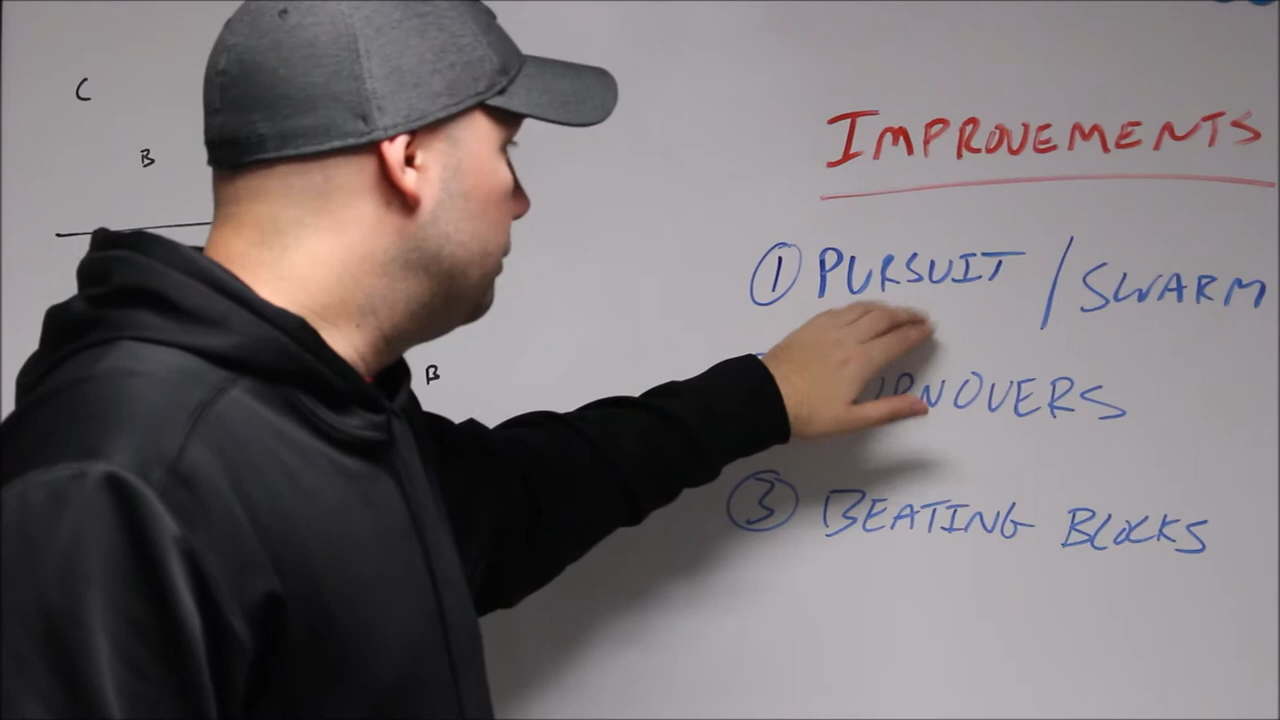 C
B
B
IMPROVEMENTS
① PURSUIT / SWARM
③ BEATING BLOCKS